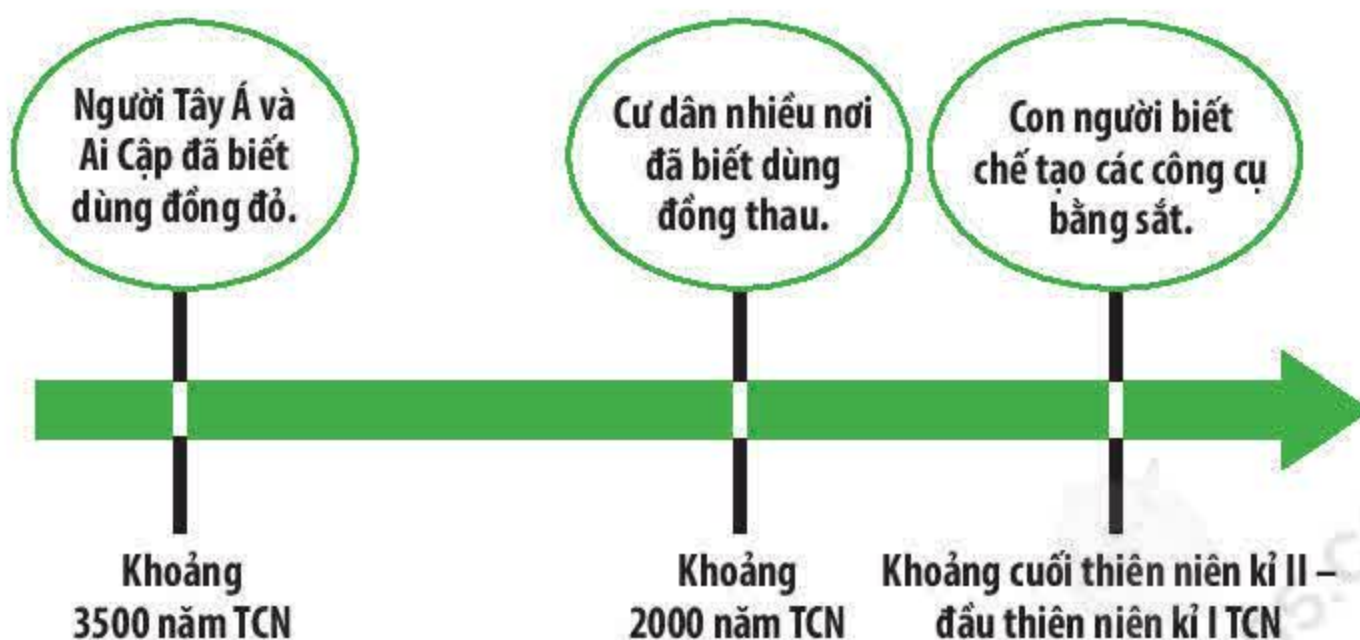 Người Tây Á và
Ai Cập đã biết
dùng đồng đỏ.
Cư dân nhiều nơi
đã biết dùng
đồng thau.
Con người biết
chế tạo các công cụ
bằng sắt.
Khoảng
3500 năm TCN
Khoảng
2000 năm TCN
Khoảng cuối thiên niên kỉ II –
đầu thiên niên kỉ I TCN